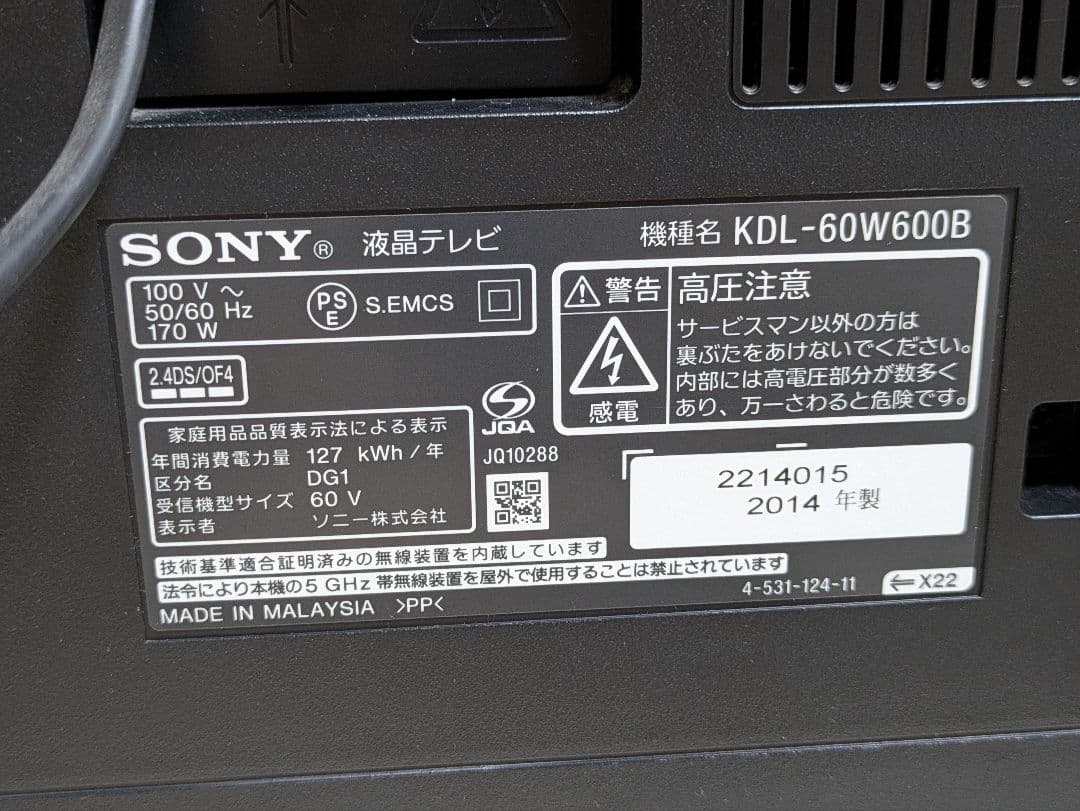 SONY® 液晶テレビ
機種名 KDL-60W600B
100 V ～
50/60 Hz
170 W
PSE S.EMCS
2.4DS/OF4
家庭用品品質表示法による表示
年間消費電力量 127 kWh/年
区分名 DG1
受信機型サイズ 60 V
表示者 ソニー株式会社
JQA
JQ10288
警告 高圧注意
感電
サービスマン以外の方は
裏ぶたをあけないでください。
内部には高電圧部分が数多く
あり、万一さわると危険です。
2214015
2014 年製
技術基準適合証明済みの無線装置を内蔵しています
法令により本機の5 GHz 帯無線装置を屋外で使用することは禁止されています
4-531-124-11 ⇐X22
MADE IN MALAYSIA >PP<